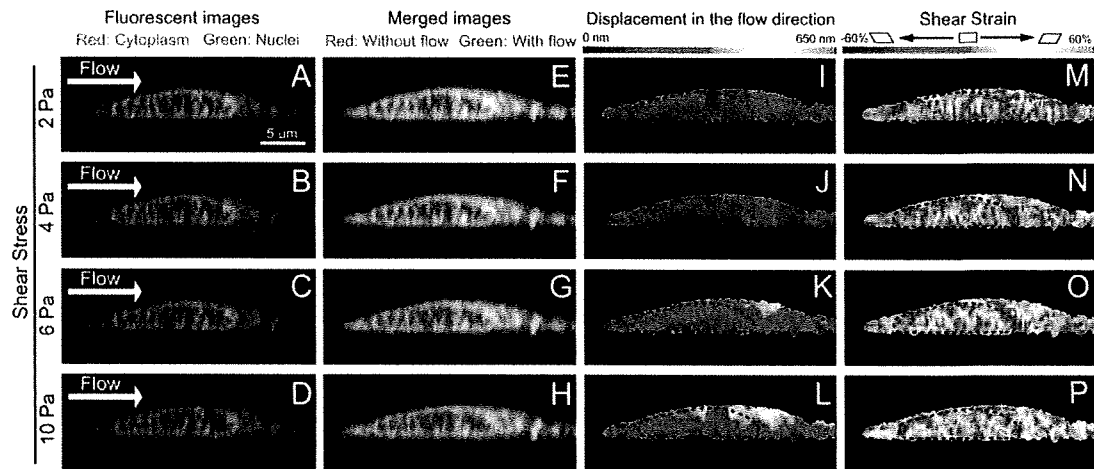 Fluorescent images
Red: Cytoplasm Green: Nuclei
Merged images
Red: Without flow Green: With flow
Displacement in the flow direction
0 nm 650 nm
Shear Strain
-60% 60%
Shear Stress
2 Pa
Flow
A
5 um
E
I
M
4 Pa
Flow
B
F
J
N
6 Pa
Flow
C
G
K
O
10 Pa
Flow
D
H
L
P